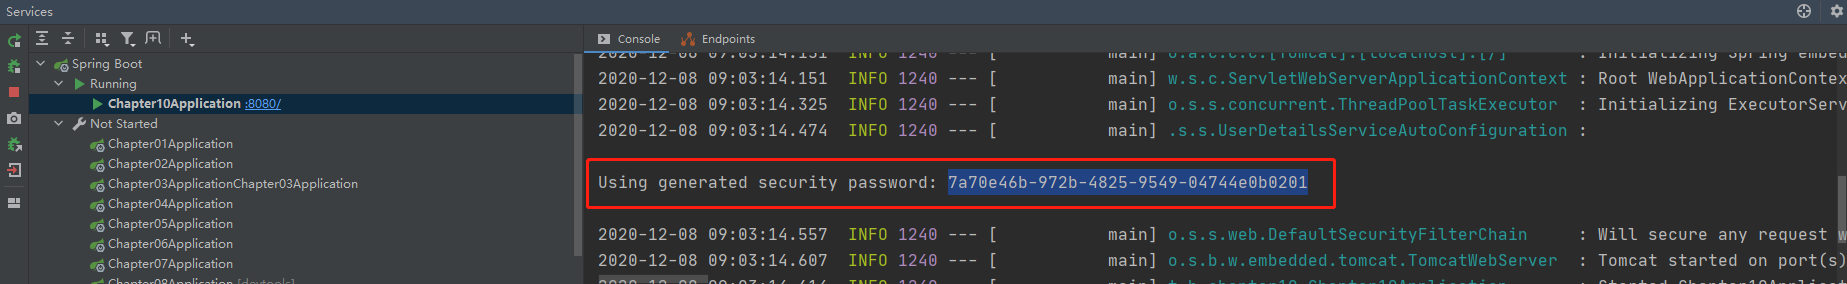 Services
Console
Endpoints
Spring Boot
Running
Chapter10Application :8080/
Not Started
Chapter01Application
Chapter02Application
Chapter03ApplicationChapter03Application
Chapter04Application
Chapter05Application
Chapter06Application
Chapter07Application
Chapter08Application [devtools]
2020-12-08 09:03:14.151 INFO 1240 --- [ main] o.a.c.c.C.[Tomcat].[localhost].[/] : Initializing Spring embed
2020-12-08 09:03:14.151 INFO 1240 --- [ main] w.s.c.ServletWebServerApplicationContext : Root WebApplicationContex
2020-12-08 09:03:14.325 INFO 1240 --- [ main] o.s.s.concurrent.ThreadPoolTaskExecutor : Initializing ExecutorServ
2020-12-08 09:03:14.474 INFO 1240 --- [ main] .s.s.UserDetailsServiceAutoConfiguration :
Using generated security password: 7a70e46b-972b-4825-9549-04744e0b0201
2020-12-08 09:03:14.557 INFO 1240 --- [ main] o.s.s.web.DefaultSecurityFilterChain : Will secure any request w
2020-12-08 09:03:14.607 INFO 1240 --- [ main] o.s.b.w.embedded.tomcat.TomcatWebServer : Tomcat started on port(s)